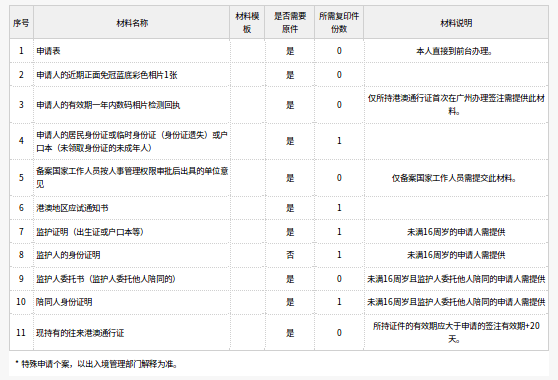 序号 材料名称 材料模板 是否需要原件 所需复印件份数 材料说明
1 申请表 是 0 本人直接到前台办理。
2 申请人的近期正面免冠蓝底彩色相片1张 是 0
3 申请人的有效期一年内数码相片检测回执 是 0 仅所持港澳通行证首次在广州办理签注需提供此材料。
4 申请人的居民身份证或临时身份证（身份证遗失）或户口本（未领取身份证的未成年人） 是 1
5 备案国家工作人员按人事管理权限审批后出具的单位意见 是 0 仅备案国家工作人员需提交此材料。
6 港澳地区应试通知书 是 1
7 监护证明（出生证或户口本等） 是 1 未满16周岁的申请人需提供
8 监护人的身份证明 否 1 未满16周岁的申请人需提供
9 监护人委托书（监护人委托他人陪同的） 是 0 未满16周岁且监护人委托他人陪同的申请人需提供
10 陪同人身份证明 是 1 未满16周岁且监护人委托他人陪同的申请人需提供
11 现持有的往来港澳通行证 是 0 所持证件的有效期应大于申请的签注有效期+20天。
* 特殊申请个案，以出入境管理部门解释为准。